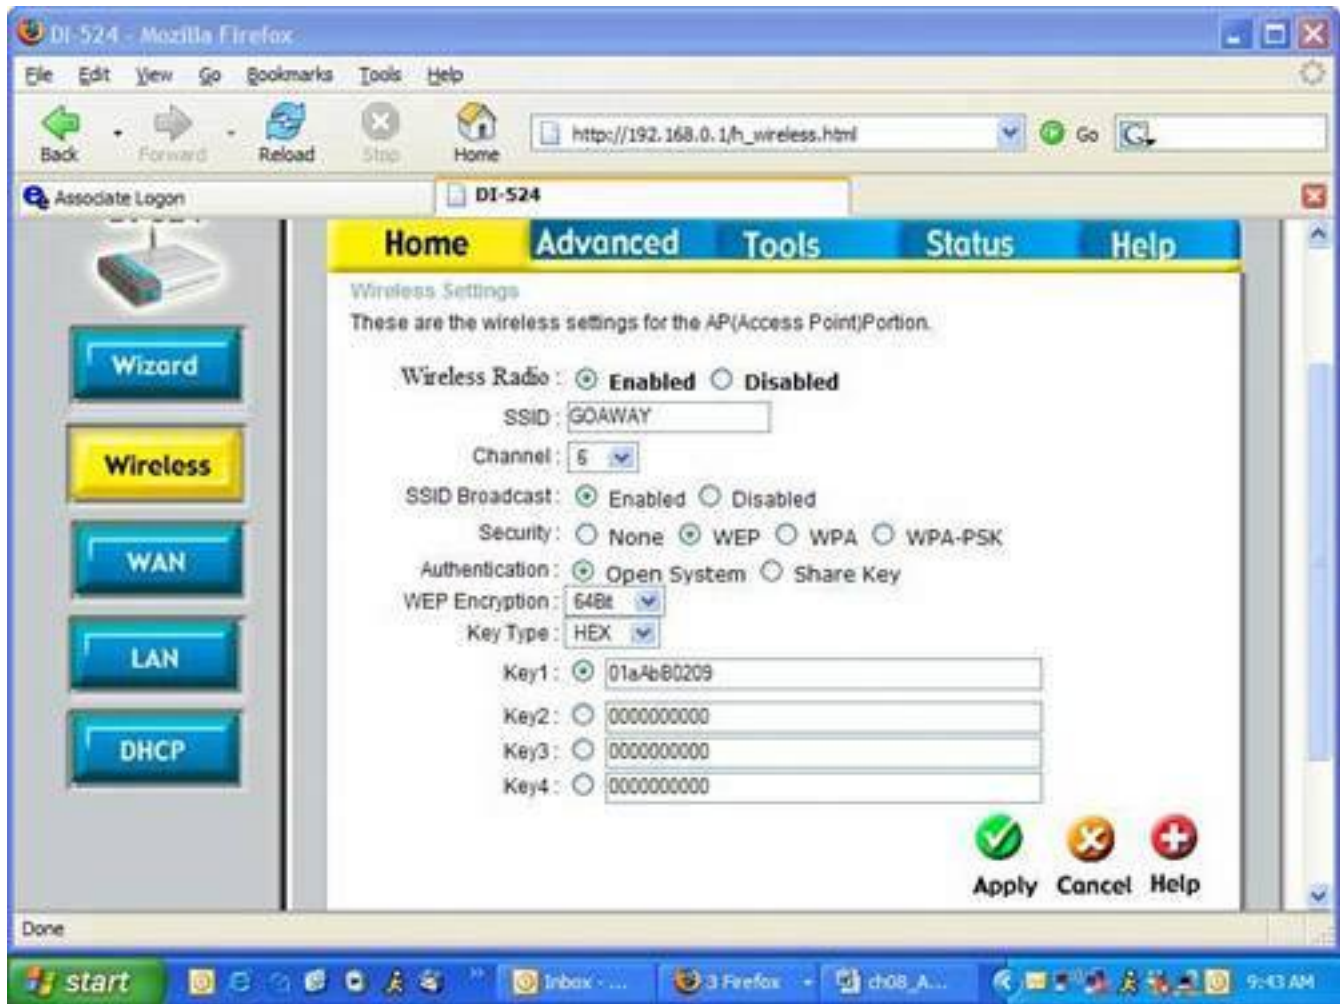 DI-524 - Mozilla Firefox
File Edit View Go Bookmarks Tools Help
Back Forward Reload Stop Home http://192.168.0.1/h_wireless.html Go G
Associate Logon DI-524
DI-524
Home Advanced Tools Status Help
Wireless Settings
These are the wireless settings for the AP(Access Point)Portion.
Wizard
Wireless Radio : Enabled Disabled
SSID : GOAWAY
Channel : 6
Wireless
SSID Broadcast : Enabled Disabled
Security : None WEP WPA WPA-PSK
WAN
Authentication : Open System Share Key
WEP Encryption : 64Bit
Key Type : HEX
LAN
Key1 : 01aAbB0209
Key2 : 0000000000
DHCP
Key3 : 0000000000
Key4 : 0000000000
Apply Cancel Help
Done
start Inbox - ... 3 Firefox ch08_A... 9:43 AM